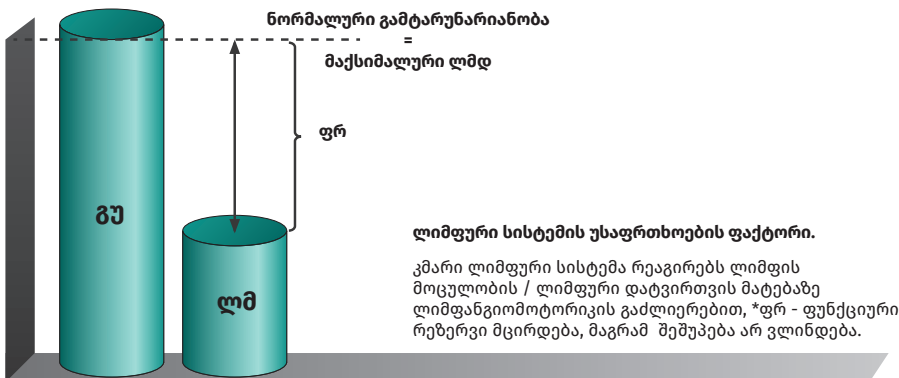 ნორმალური გამტარუნარიანობა
=
მაქსიმალური ლმდ
ფრ
გუ
ლმ
ლიმფური სისტემის უსაფრთხოების ფაქტორი.
კმარი ლიმფური სისტემა რეაგირებს ლიმფის
მოცულობის / ლიმფური დატვირთვის მატებაზე
ლიმფანგიომოტორიკის გაძლიერებით, *ფრ - ფუნქციური
რეზერვი მცირდება, მაგრამ შეშუპება არ ვლინდება.